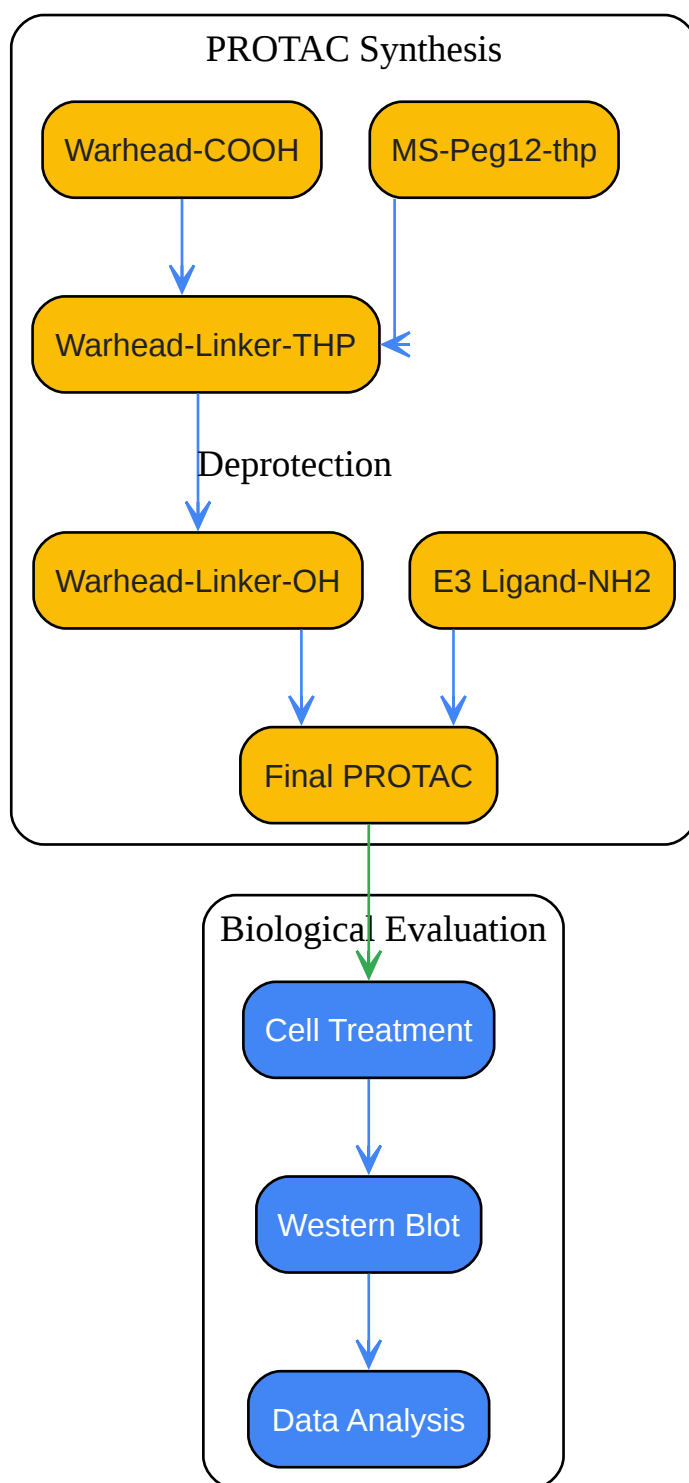 PROTAC Synthesis
Warhead-COOH
MS-Peg12-thp
Warhead-Linker-THP
Deprotection
Warhead-Linker-OH
E3 Ligand-NH2
Final PROTAC
Biological Evaluation
Cell Treatment
Western Blot
Data Analysis